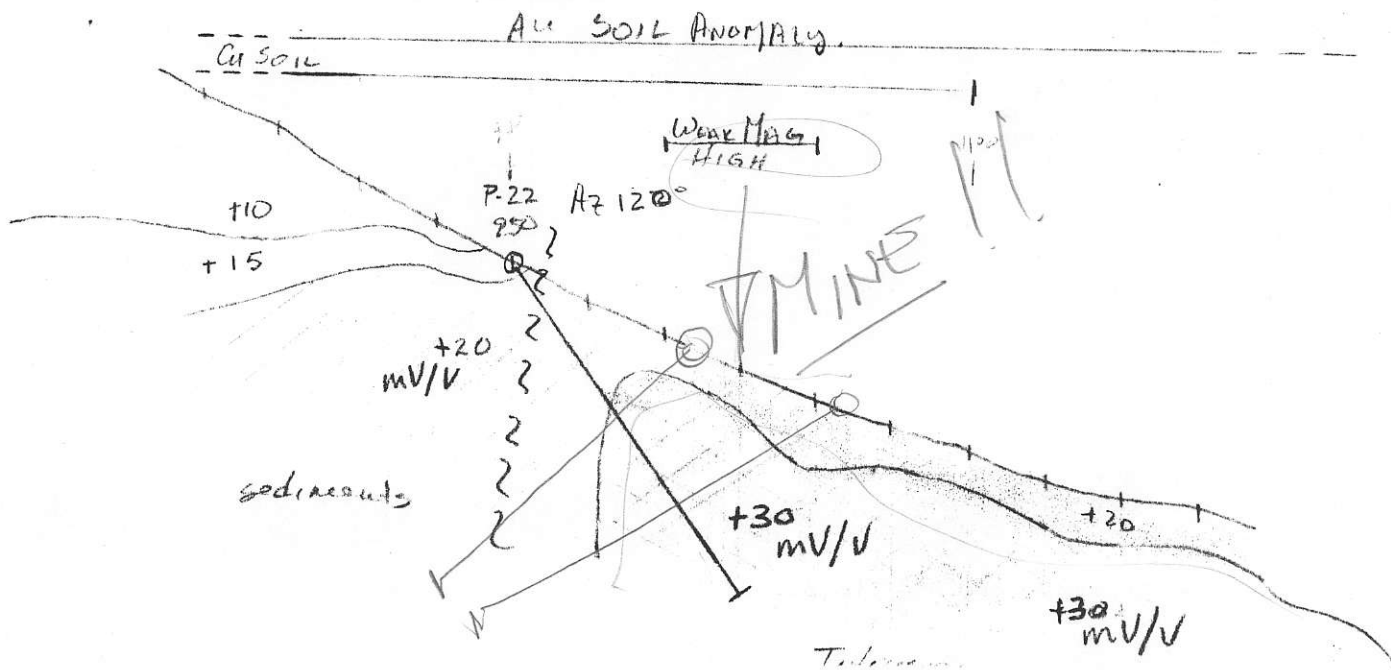 Au SOIL ANOMALY.
Cu SOIL
WEAK MAG
HIGH
P-22 Az 120°
950
+10
+15
MINE
+20
mV/V
sediments
+30
mV/V
+20
+30
mV/V